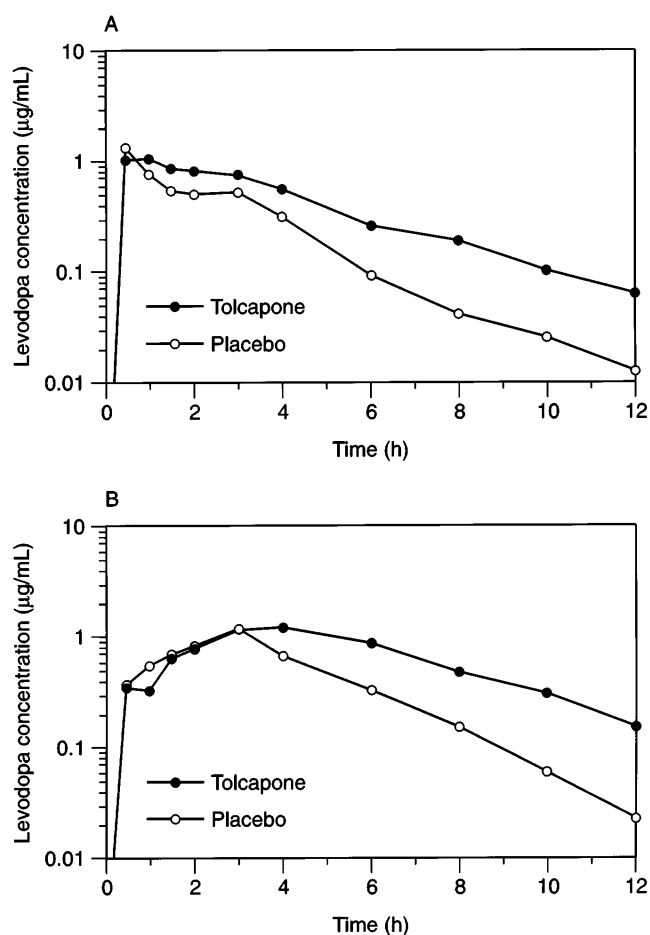 A
Levodopa concentration (μg/mL)
10
1
0.1
0.01
Tolcapone
Placebo
0 2 4 6 8 10 12
Time (h)
B
Levodopa concentration (μg/mL)
10
1
0.1
0.01
Tolcapone
Placebo
0 2 4 6 8 10 12
Time (h)